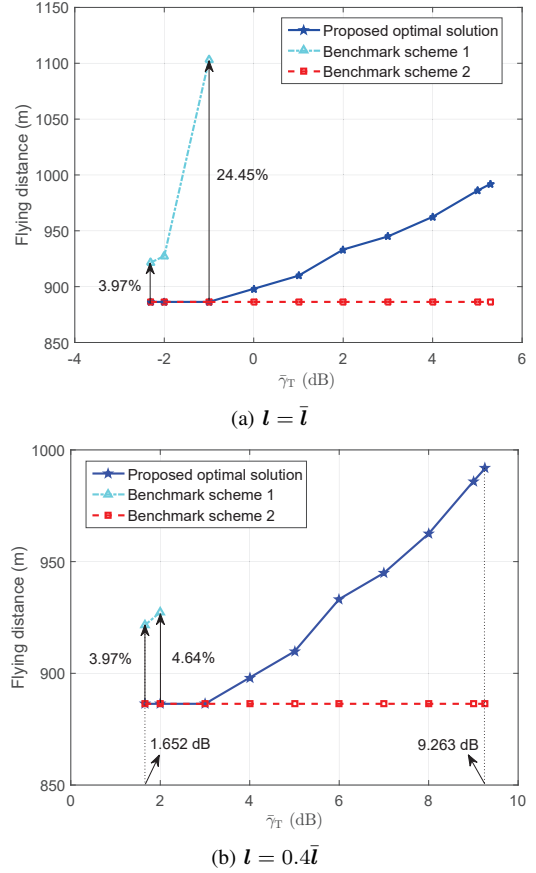 1150
1100
1050
1000
950
900
850
Flying distance (m)
Proposed optimal solution
Benchmark scheme 1
Benchmark scheme 2
24.45%
3.97%
-4 -2 0 2 4 6
γ̄_T (dB)
(a) l = l̄
1000
950
900
850
Flying distance (m)
Proposed optimal solution
Benchmark scheme 1
Benchmark scheme 2
3.97% 4.64%
1.652 dB 9.263 dB
0 2 4 6 8 10
γ̄_T (dB)
(b) l = 0.4l̄